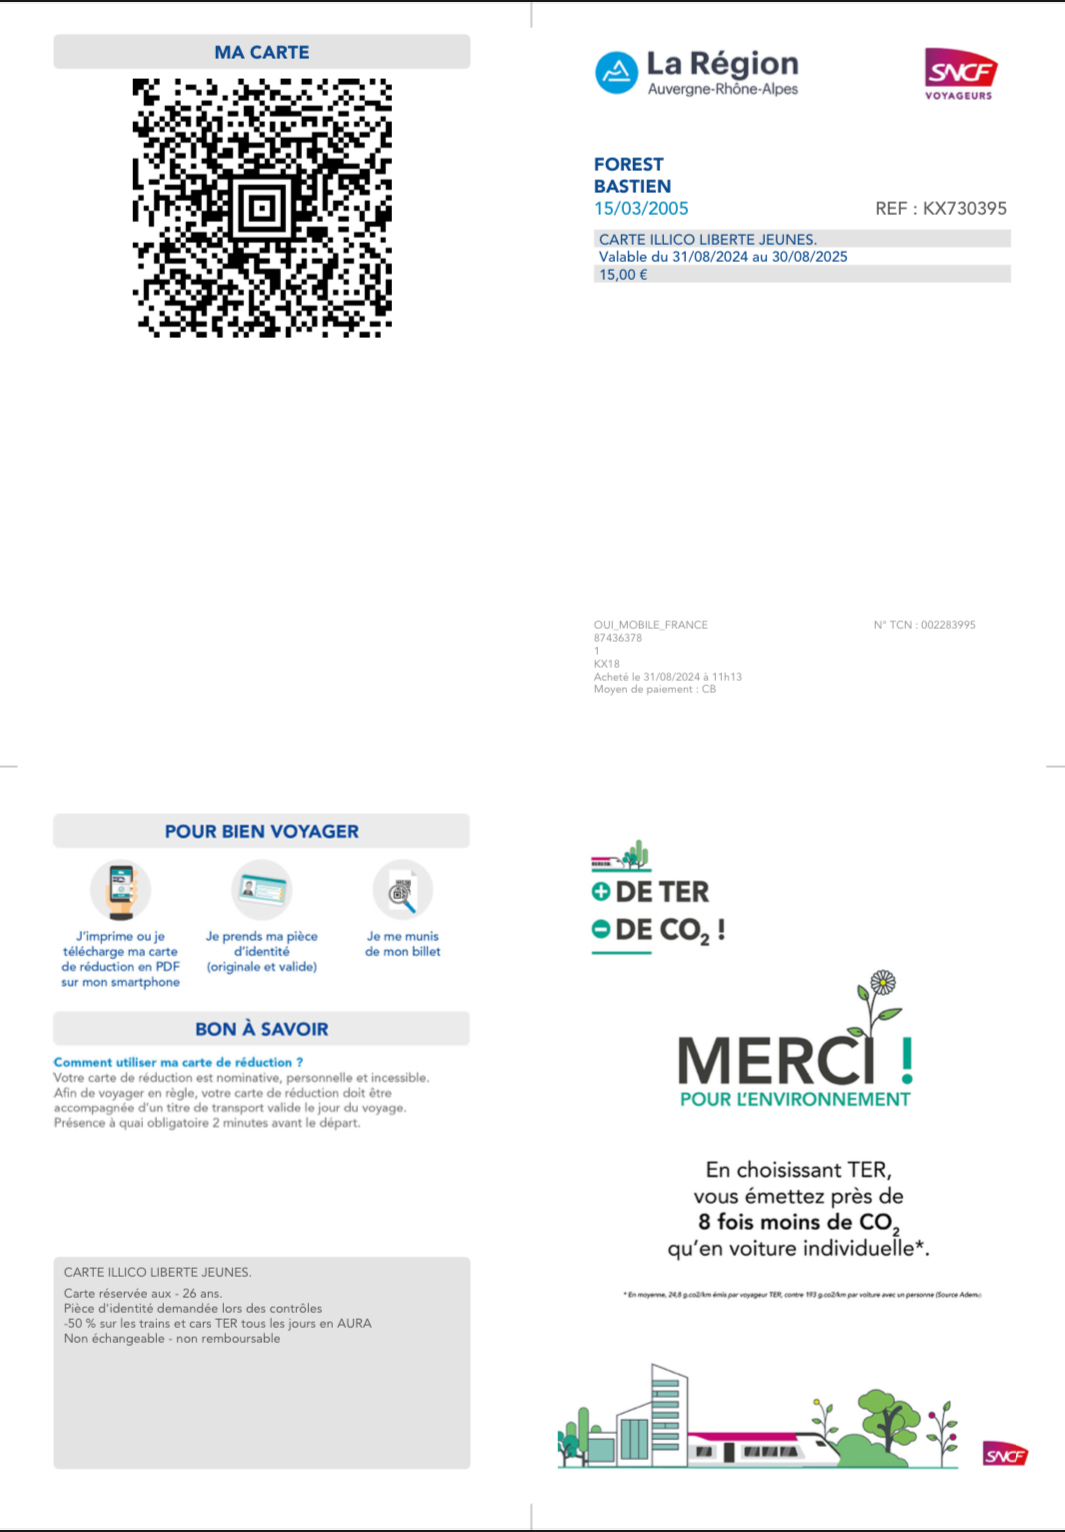 MA CARTE
La Région
Auvergne-Rhône-Alpes
SNCF
VOYAGEURS
FOREST
BASTIEN
15/03/2005
REF : KX730395
CARTE ILLICO LIBERTE JEUNES.
Valable du 31/08/2024 au 30/08/2025
15,00 €
OUI_MOBILE_FRANCE
N° TCN : 002283995
87436378
1
KX18
Acheté le 31/08/2024 à 11h13
Moyen de paiement : CB
POUR BIEN VOYAGER
J'imprime ou je
télécharge ma carte
de réduction en PDF
sur mon smartphone
Je prends ma pièce
d'identité
(originale et valide)
Je me munis
de mon billet
BON À SAVOIR
Comment utiliser ma carte de réduction ?
Votre carte de réduction est nominative, personnelle et incessible.
Afin de voyager en règle, votre carte de réduction doit être
accompagnée d'un titre de transport valide le jour du voyage.
Présence à quai obligatoire 2 minutes avant le départ.
CARTE ILLICO LIBERTE JEUNES.
Carte réservée aux - 26 ans.
Pièce d'identité demandée lors des contrôles
-50 % sur les trains et cars TER tous les jours en AURA
Non échangeable - non remboursable
+ DE TER
- DE CO₂ !
MERCI !
POUR L'ENVIRONNEMENT
En choisissant TER,
vous émettez près de
8 fois moins de CO₂
qu'en voiture individuelle*.
* En moyenne, 24,8 g.co2/km émis par voyageur TER, contre 193 g.co2/km par voiture avec un personne (Source Ademe
SNCF